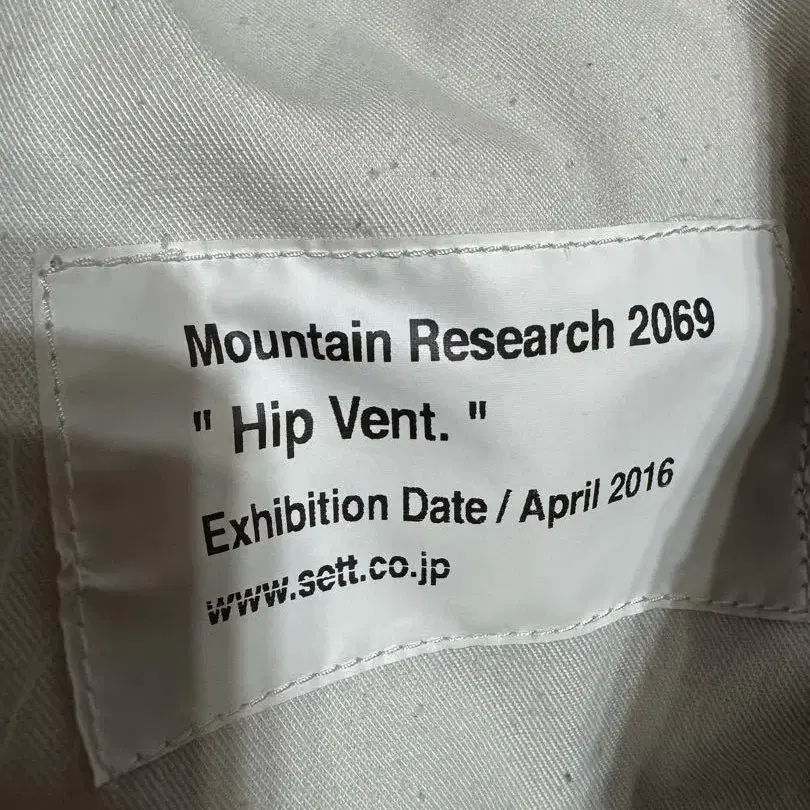 Mountain Research 2069
" Hip Vent. "
Exhibition Date / April 2016
www.sett.co.jp